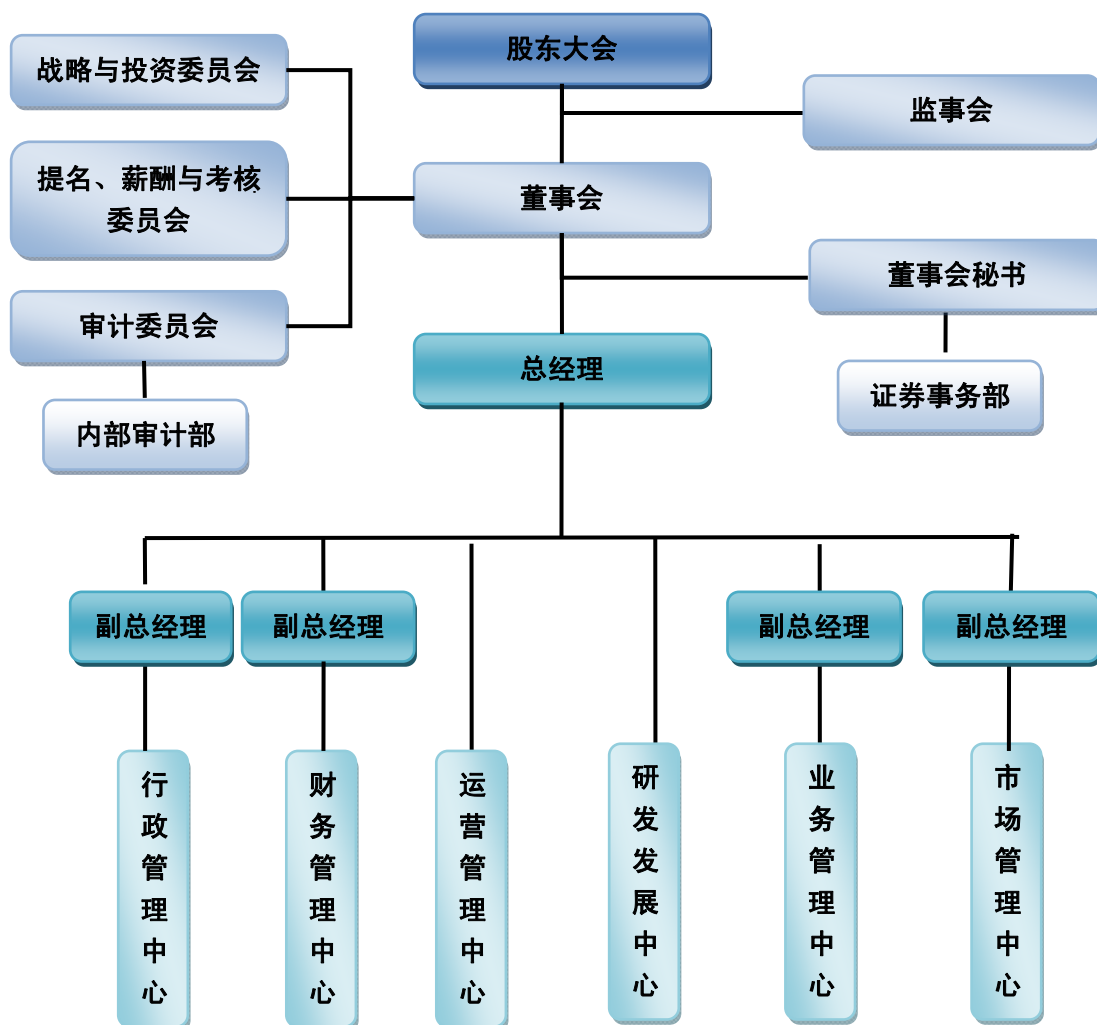 股东大会
战略与投资委员会
监事会
提名、薪酬与考核
委员会
董事会
董事会秘书
审计委员会
总经理
证券事务部
内部审计部
副总经理
副总经理
副总经理
副总经理
行政管理中心
财务管理中心
运营管理中心
研发发展中心
业务管理中心
市场管理中心